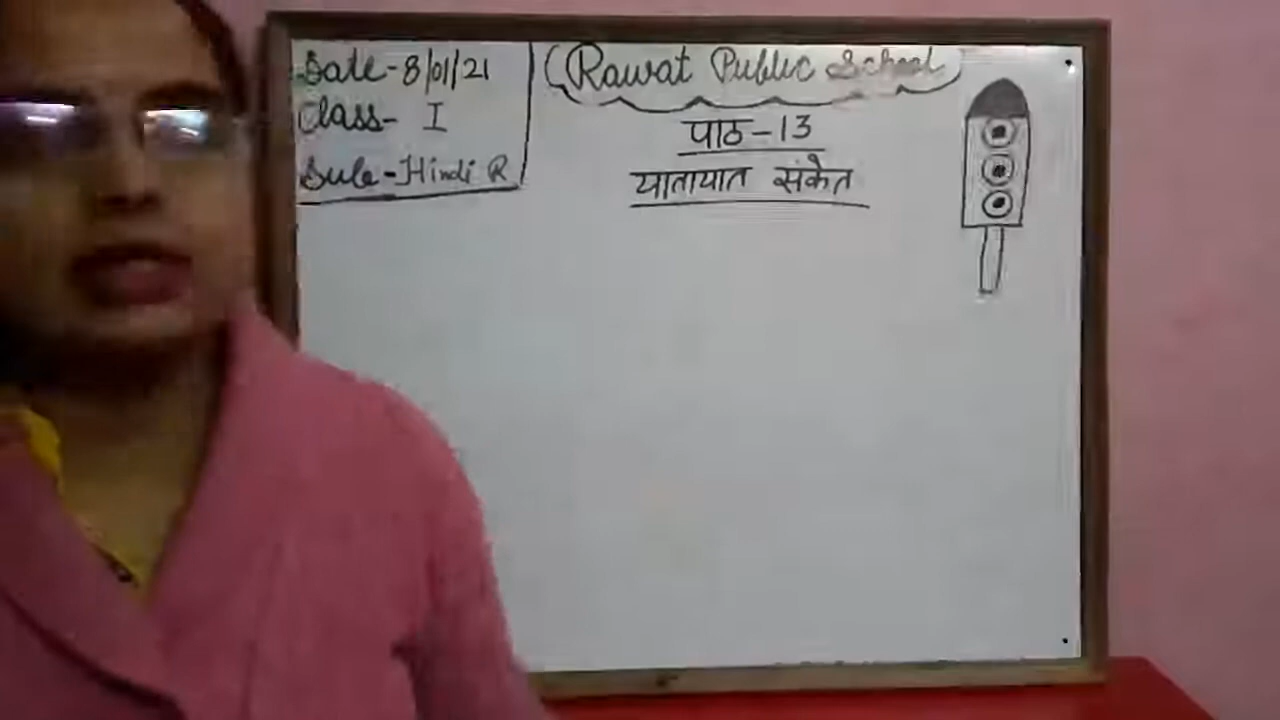 Date-8/01/21
Class- I
Sub-Hindi R
Rawat Public School
पाठ-13
यातायात संकेत